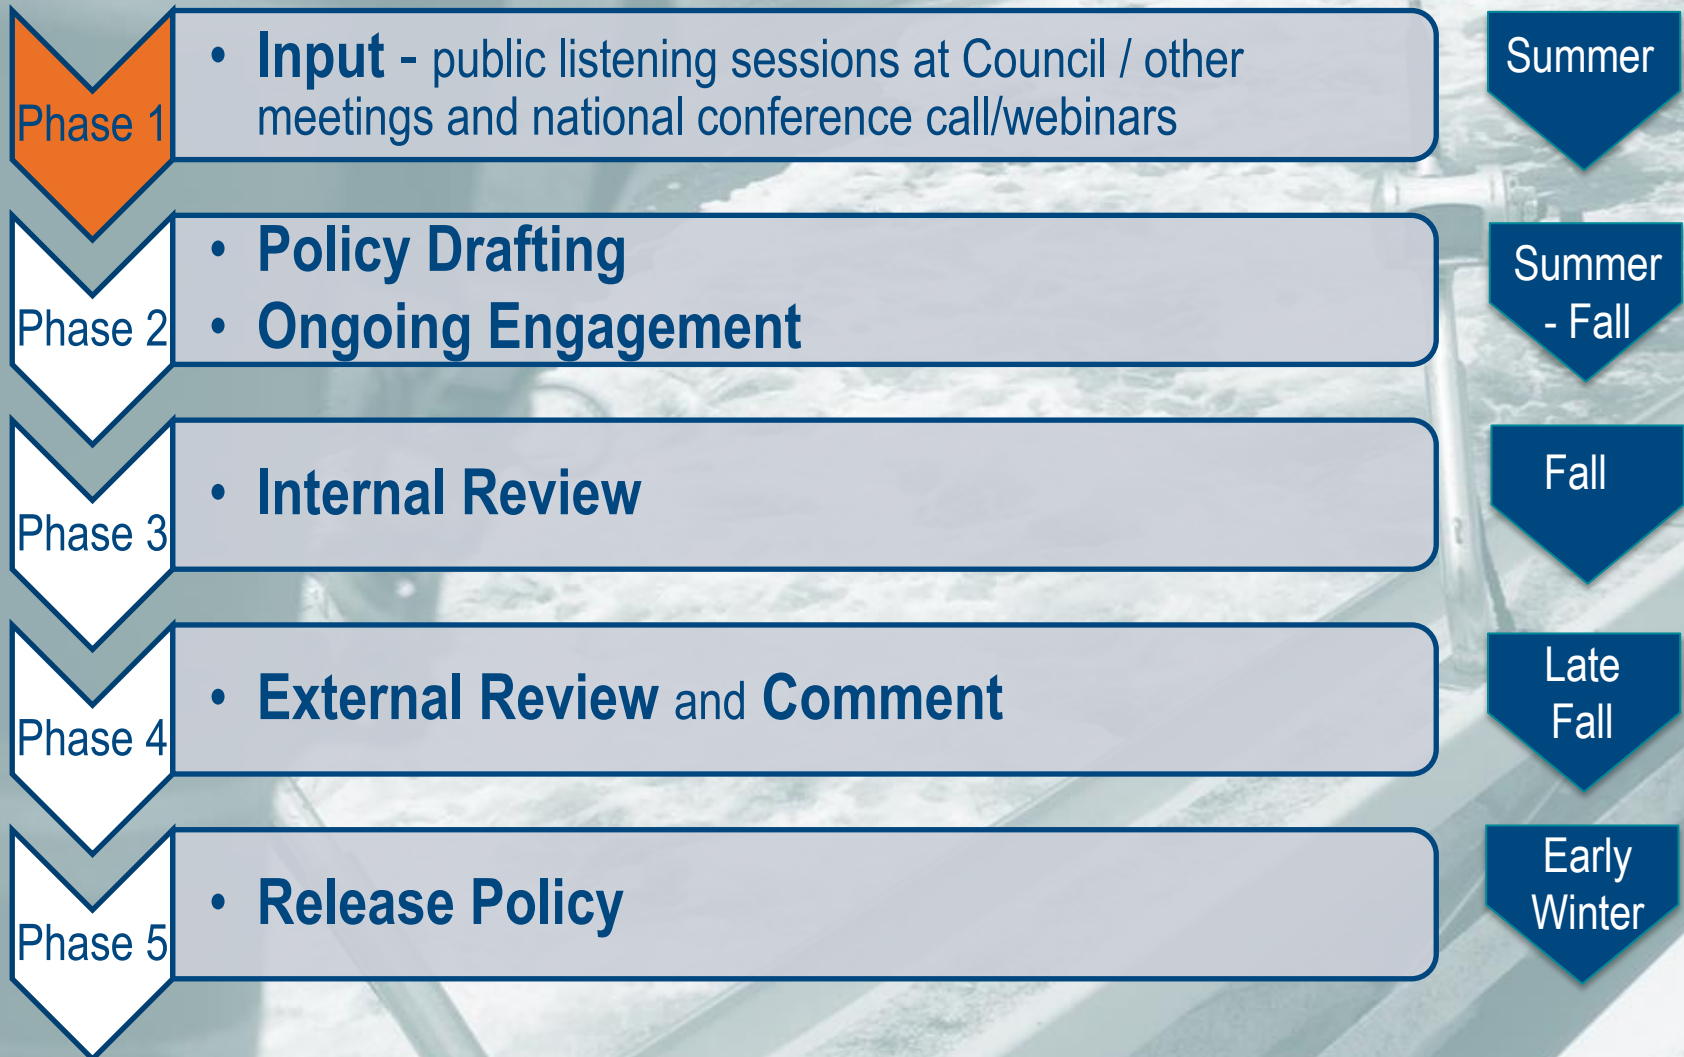 Phase 1
• Input - public listening sessions at Council / other
meetings and national conference call/webinars
Summer
Phase 2
• Policy Drafting
• Ongoing Engagement
Summer
- Fall
Phase 3
• Internal Review
Fall
Phase 4
• External Review and Comment
Late
Fall
Phase 5
• Release Policy
Early
Winter